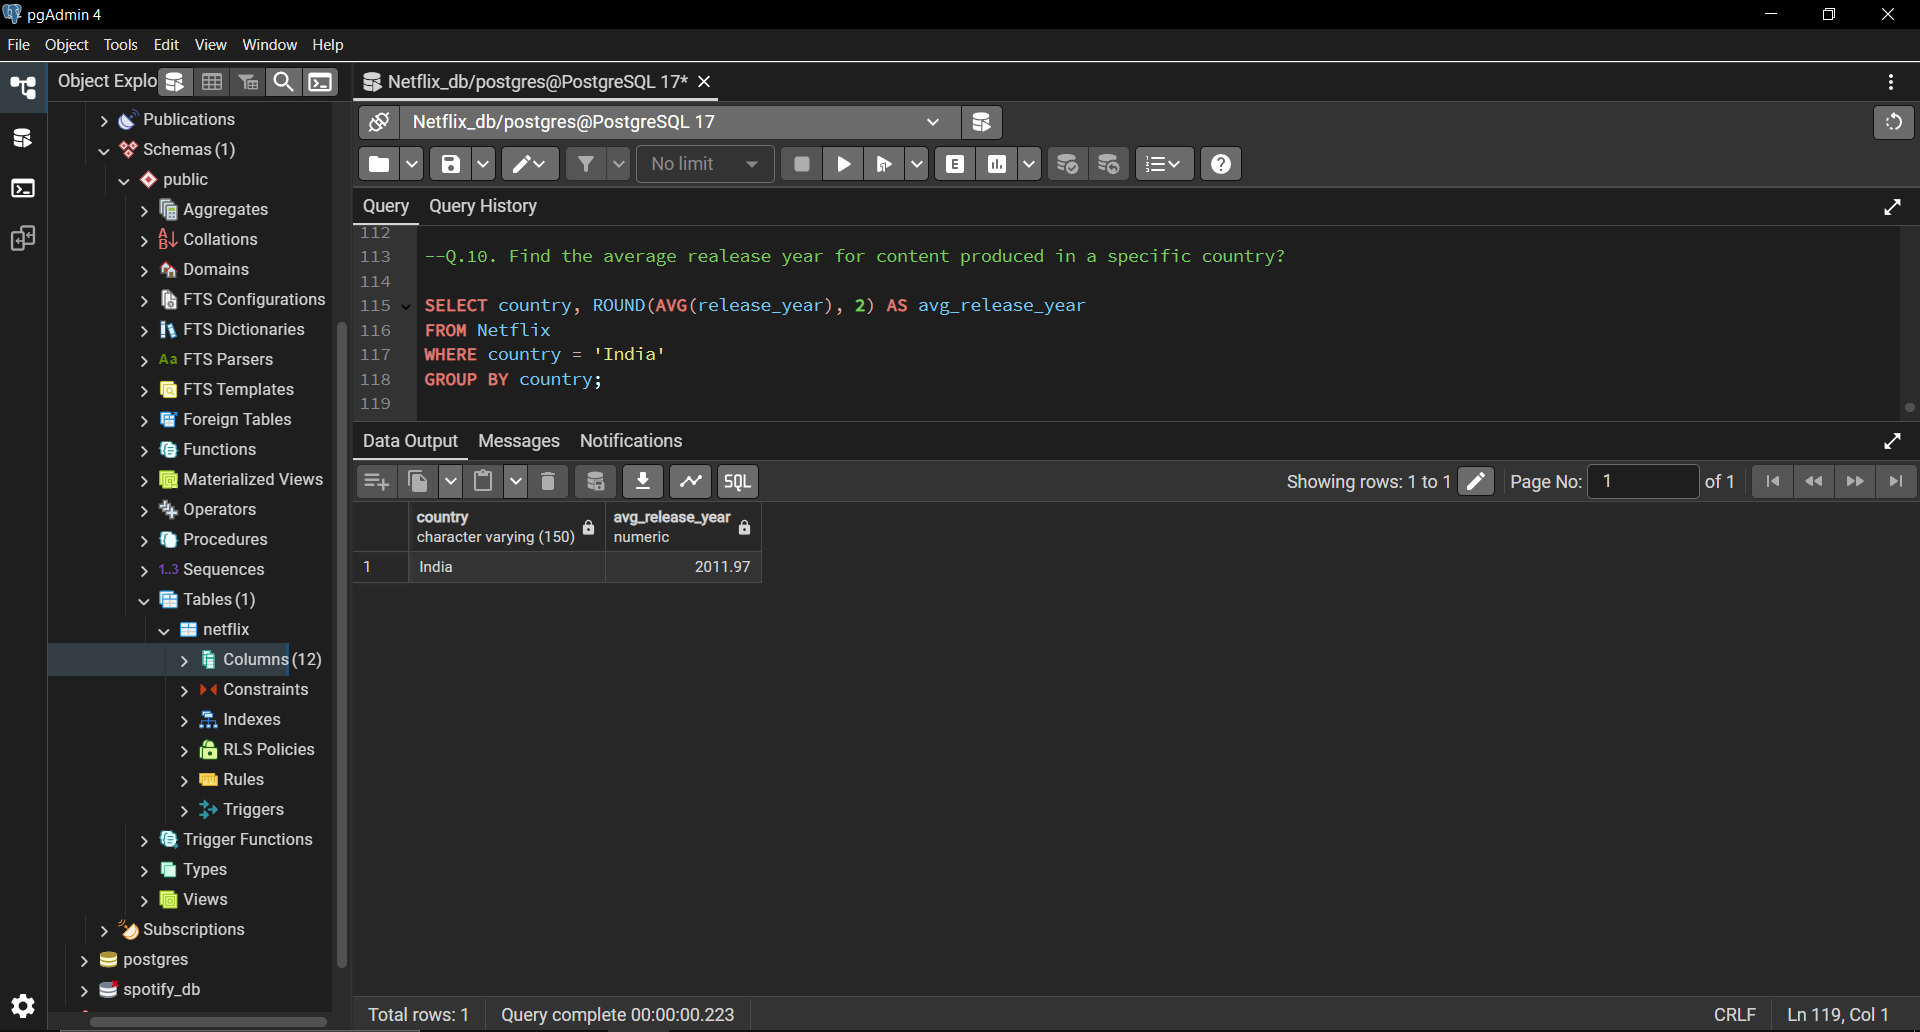 pgAdmin 4
File Object Tools Edit View Window Help
Object Explo
Netflix_db/postgres@PostgreSQL 17*
Netflix_db/postgres@PostgreSQL 17
No limit
E
Query Query History
112
113 --Q.10. Find the average realease year for content produced in a specific country?
114
115 SELECT country, ROUND(AVG(release_year), 2) AS avg_release_year
116 FROM Netflix
117 WHERE country = 'India'
118 GROUP BY country;
119
Data Output Messages Notifications
SQL
Showing rows: 1 to 1
Page No: 1 of 1
country
character varying (150)
avg_release_year
numeric
1 India 2011.97
Publications
Schemas (1)
public
Aggregates
Collations
Domains
FTS Configurations
FTS Dictionaries
Aa FTS Parsers
FTS Templates
Foreign Tables
Functions
Materialized Views
Operators
Procedures
1..3 Sequences
Tables (1)
netflix
Columns (12)
Constraints
Indexes
RLS Policies
Rules
Triggers
Trigger Functions
Types
Views
Subscriptions
postgres
spotify_db
Total rows: 1
Query complete 00:00:00.223
CRLF
Ln 119, Col 1